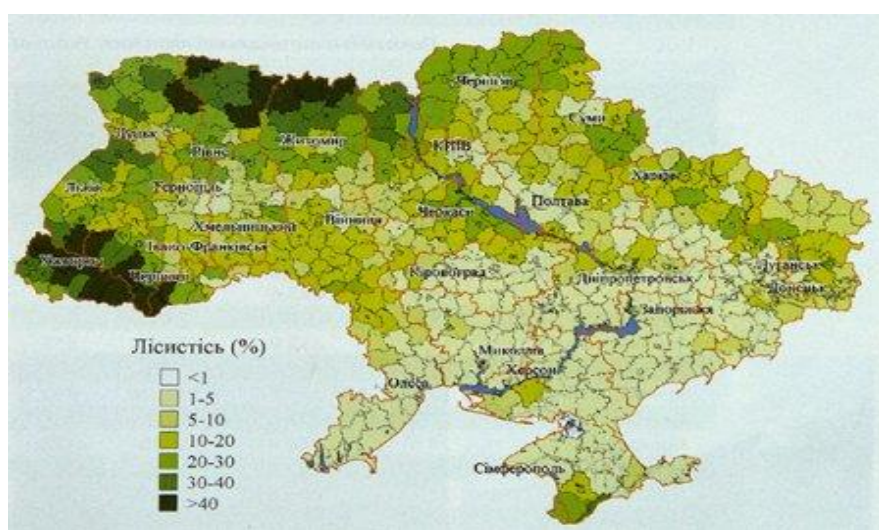 Чернігів
Суми
Луцьк
Рівне
Житомир
КИЇВ
Харків
Львів
Тернопіль
Полтава
Хмельницький
Вінниця
Черкаси
Ужгород
Івано-Франківськ
Чернівці
Кіровоград
Луганськ
Дніпропетровськ
Донецьк
Запоріжжя
Лісистісь (%)
Миколаїв
<1
Херсон
Одеса
1-5
5-10
10-20
20-30
Сімферополь
30-40
>40